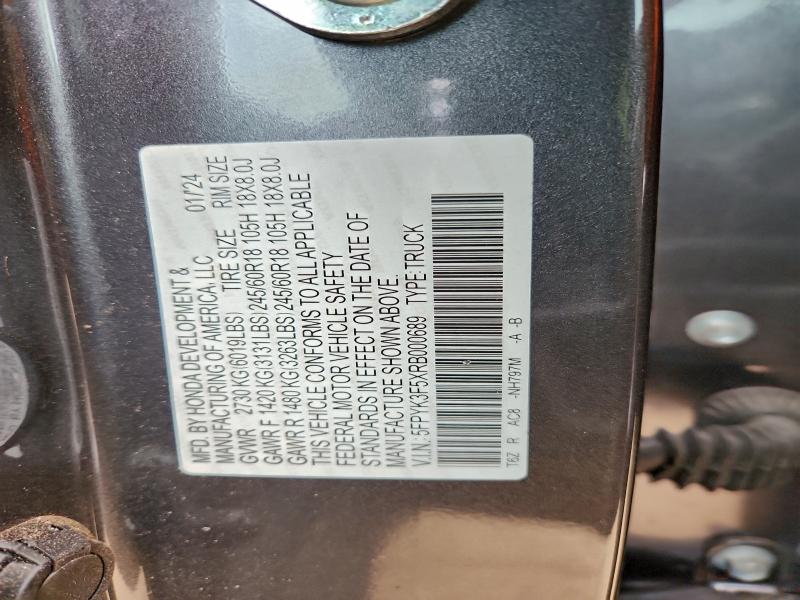 MFD. BY HONDA DEVELOPMENT & 01/'24
MANUFACTURING OF AMERICA, LLC
GVWR 2730 KG(6019LBS) TIRE SIZE RIM SIZE
GAWR F 1420 KG(3131LBS)245/60R18 105H 18X8.0J
GAWR R 1480 KG(3263LBS)245/60R18 105H 18X8.0J
THIS VEHICLE CONFORMS TO ALL APPLICABLE
FEDERAL MOTOR VEHICLE SAFETY
STANDARDS IN EFFECT ON THE DATE OF
MANUFACTURE SHOWN ABOVE.
V.I.N.:5FPYK3F5XRB000689 TYPE:TRUCK
T6Z R AC8 -NH797M -A -B